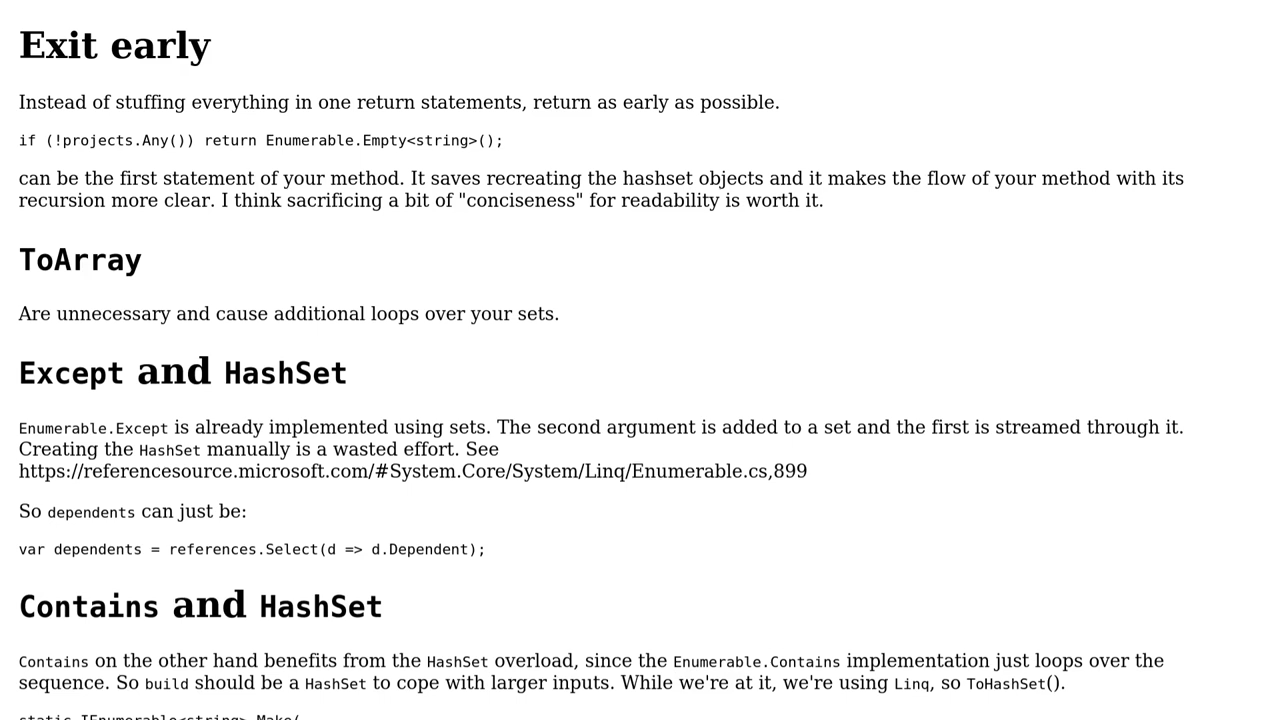 Exit early
Instead of stuffing everything in one return statements, return as early as possible.
if (!projects.Any()) return Enumerable.Empty<string>();
can be the first statement of your method. It saves recreating the hashset objects and it makes the flow of your method with its
recursion more clear. I think sacrificing a bit of "conciseness" for readability is worth it.
ToArray
Are unnecessary and cause additional loops over your sets.
Except and HashSet
Enumerable.Except is already implemented using sets. The second argument is added to a set and the first is streamed through it.
Creating the HashSet manually is a wasted effort. See
https://referencesource.microsoft.com/#System.Core/System/Linq/Enumerable.cs,899
So dependents can just be:
var dependents = references.Select(d => d.Dependent);
Contains and HashSet
Contains on the other hand benefits from the HashSet overload, since the Enumerable.Contains implementation just loops over the
sequence. So build should be a HashSet to cope with larger inputs. While we're at it, we're using Linq, so ToHashSet().
static IEnumerable<string> Make(